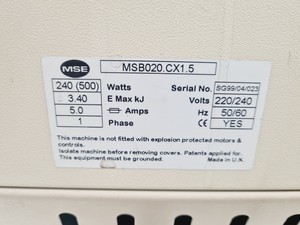 MSE MSB020.CX1.5
240 (500) Watts Serial No. SG99/04/023
3.40 E Max kJ Volts 220/240
5.0 Amps Hz 50/60
1 Phase CE YES
This machine is not fitted with explosion protected motors &
controls.
Isolate machine before removing covers. Patents Pending.
This equipment must be grounded. Made in U.K.